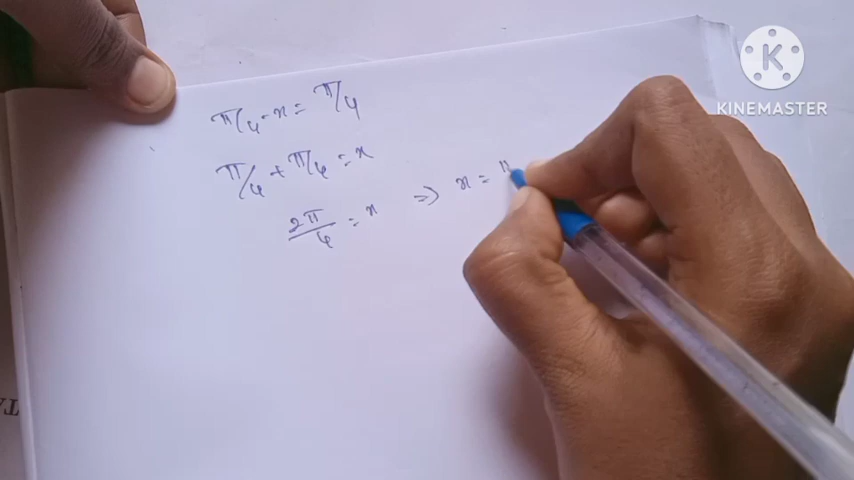 π/4 - x = π/4
π/4 + π/4 = x
2π/4 = x ⇒ x = π
K
KINEMASTER